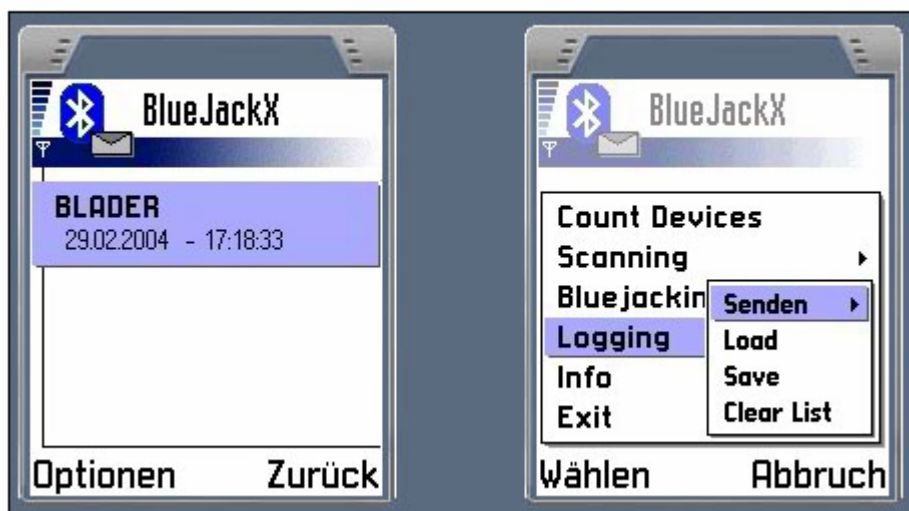 BlueJackX
BLADER
29.02.2004 - 17:18:33
Optionen Zurück
BlueJackX
Count Devices
Scanning
Bluejackin
Logging
Info
Exit
Senden
Load
Save
Clear List
Wählen Abbruch